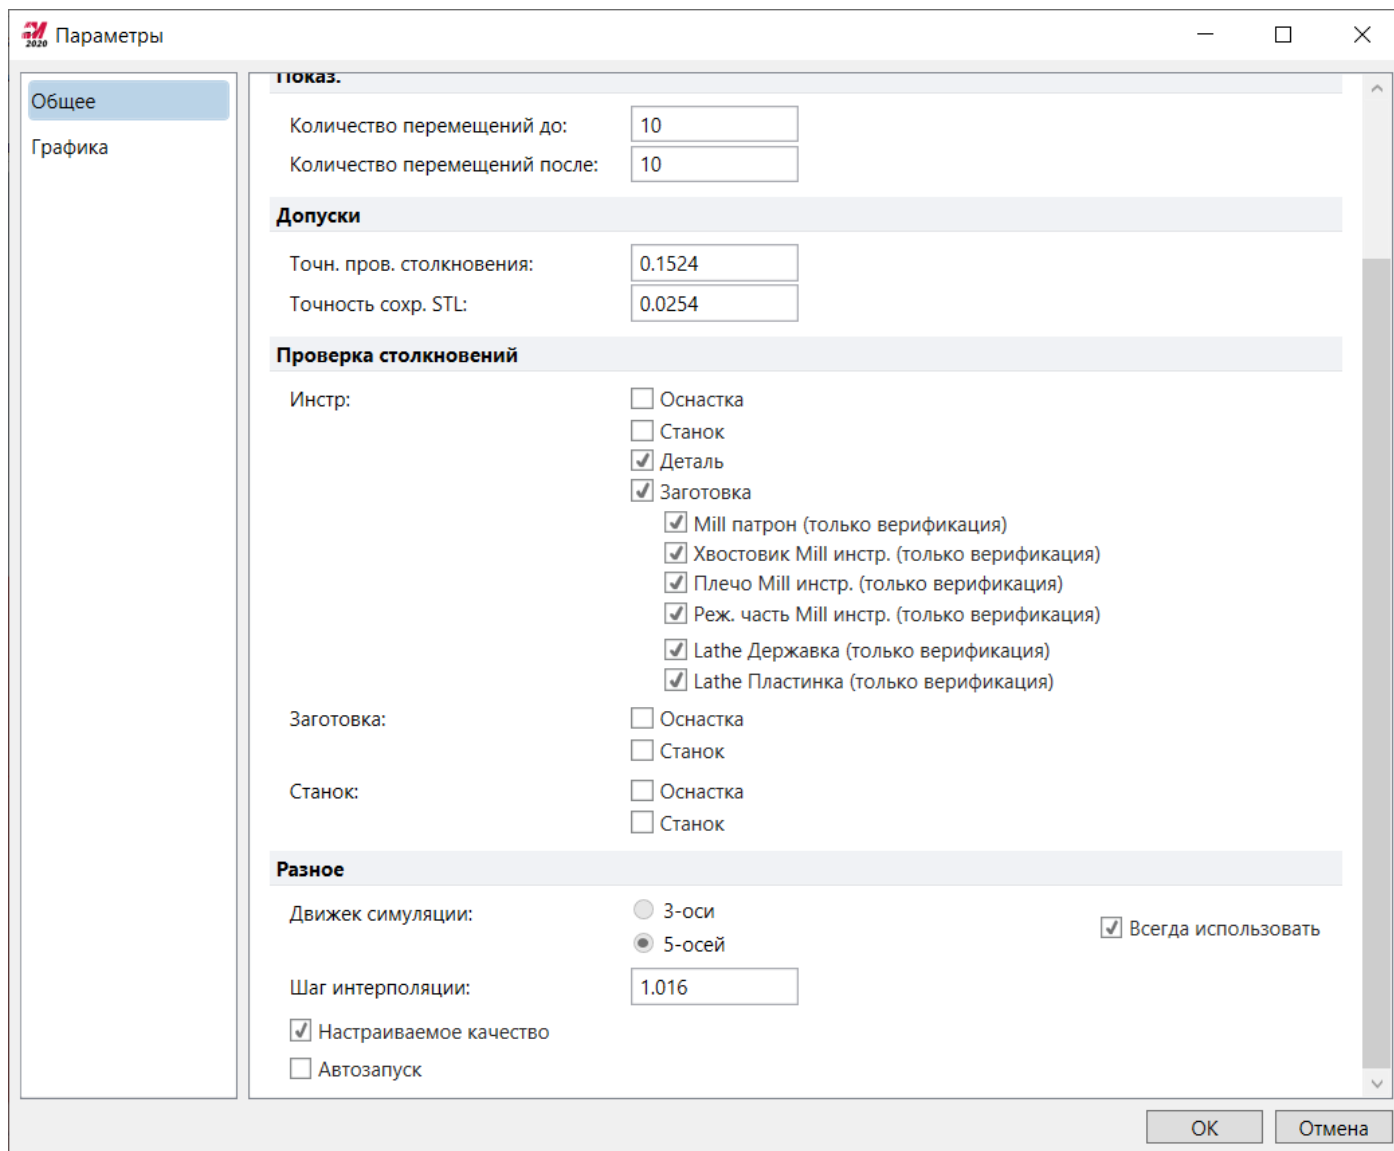 2020 Параметры
Общее
Графика
Показ.
Количество перемещений до: 10
Количество перемещений после: 10
Допуски
Точн. пров. столкновения: 0.1524
Точность сохр. STL: 0.0254
Проверка столкновений
Инстр: Оснастка
Станок
Деталь
Заготовка
Mill патрон (только верификация)
Хвостовик Mill инстр. (только верификация)
Плечо Mill инстр. (только верификация)
Реж. часть Mill инстр. (только верификация)
Lathe Державка (только верификация)
Lathe Пластинка (только верификация)
Заготовка: Оснастка
Станок
Станок: Оснастка
Станок
Разное
Движек симуляции: 3-оси
5-осей
Всегда использовать
Шаг интерполяции: 1.016
Настраиваемое качество
Автозапуск
ОК Отмена